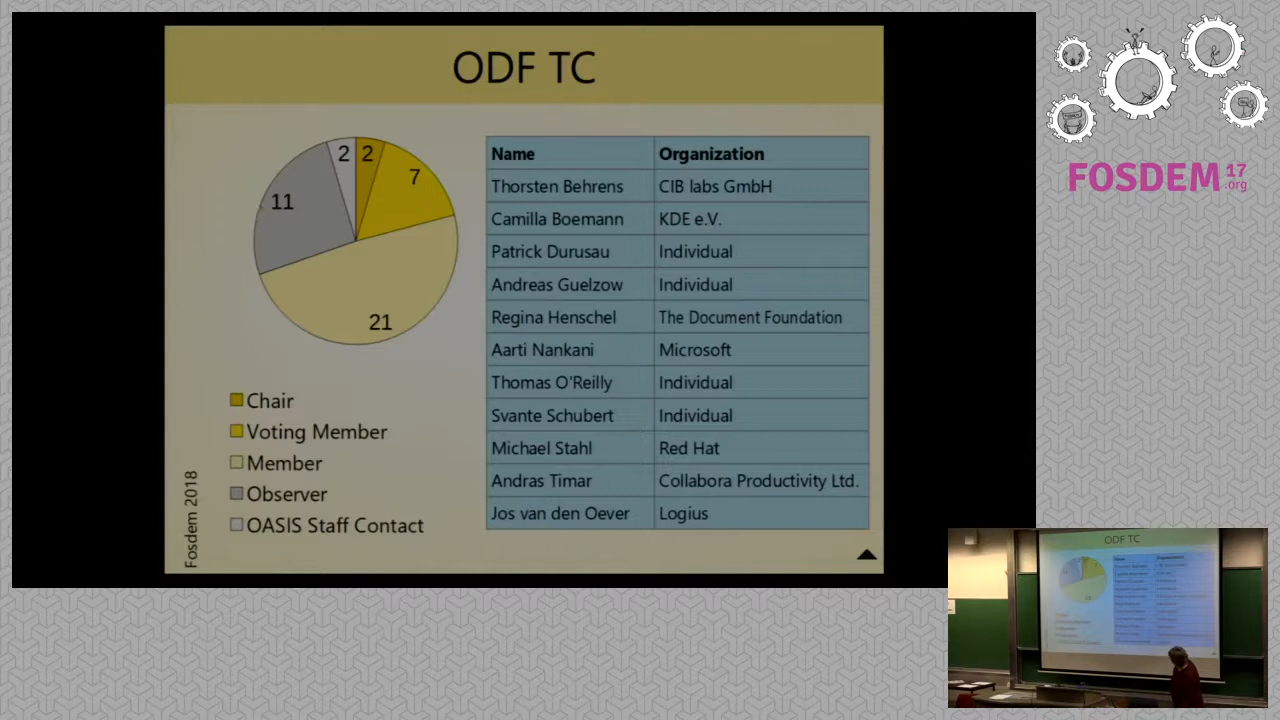 ODF TC
2
2
7
11
21
Chair
Voting Member
Member
Observer
OASIS Staff Contact
Fosdem 2018
Name Organization
Thorsten Behrens CIB labs GmbH
Camilla Boemann KDE e.V.
Patrick Durusau Individual
Andreas Guelzow Individual
Regina Henschel The Document Foundation
Aarti Nankani Microsoft
Thomas O'Reilly Individual
Svante Schubert Individual
Michael Stahl Red Hat
Andras Timar Collabora Productivity Ltd.
Jos van den Oever Logius
FOSDEM 17 .org
ODF TC